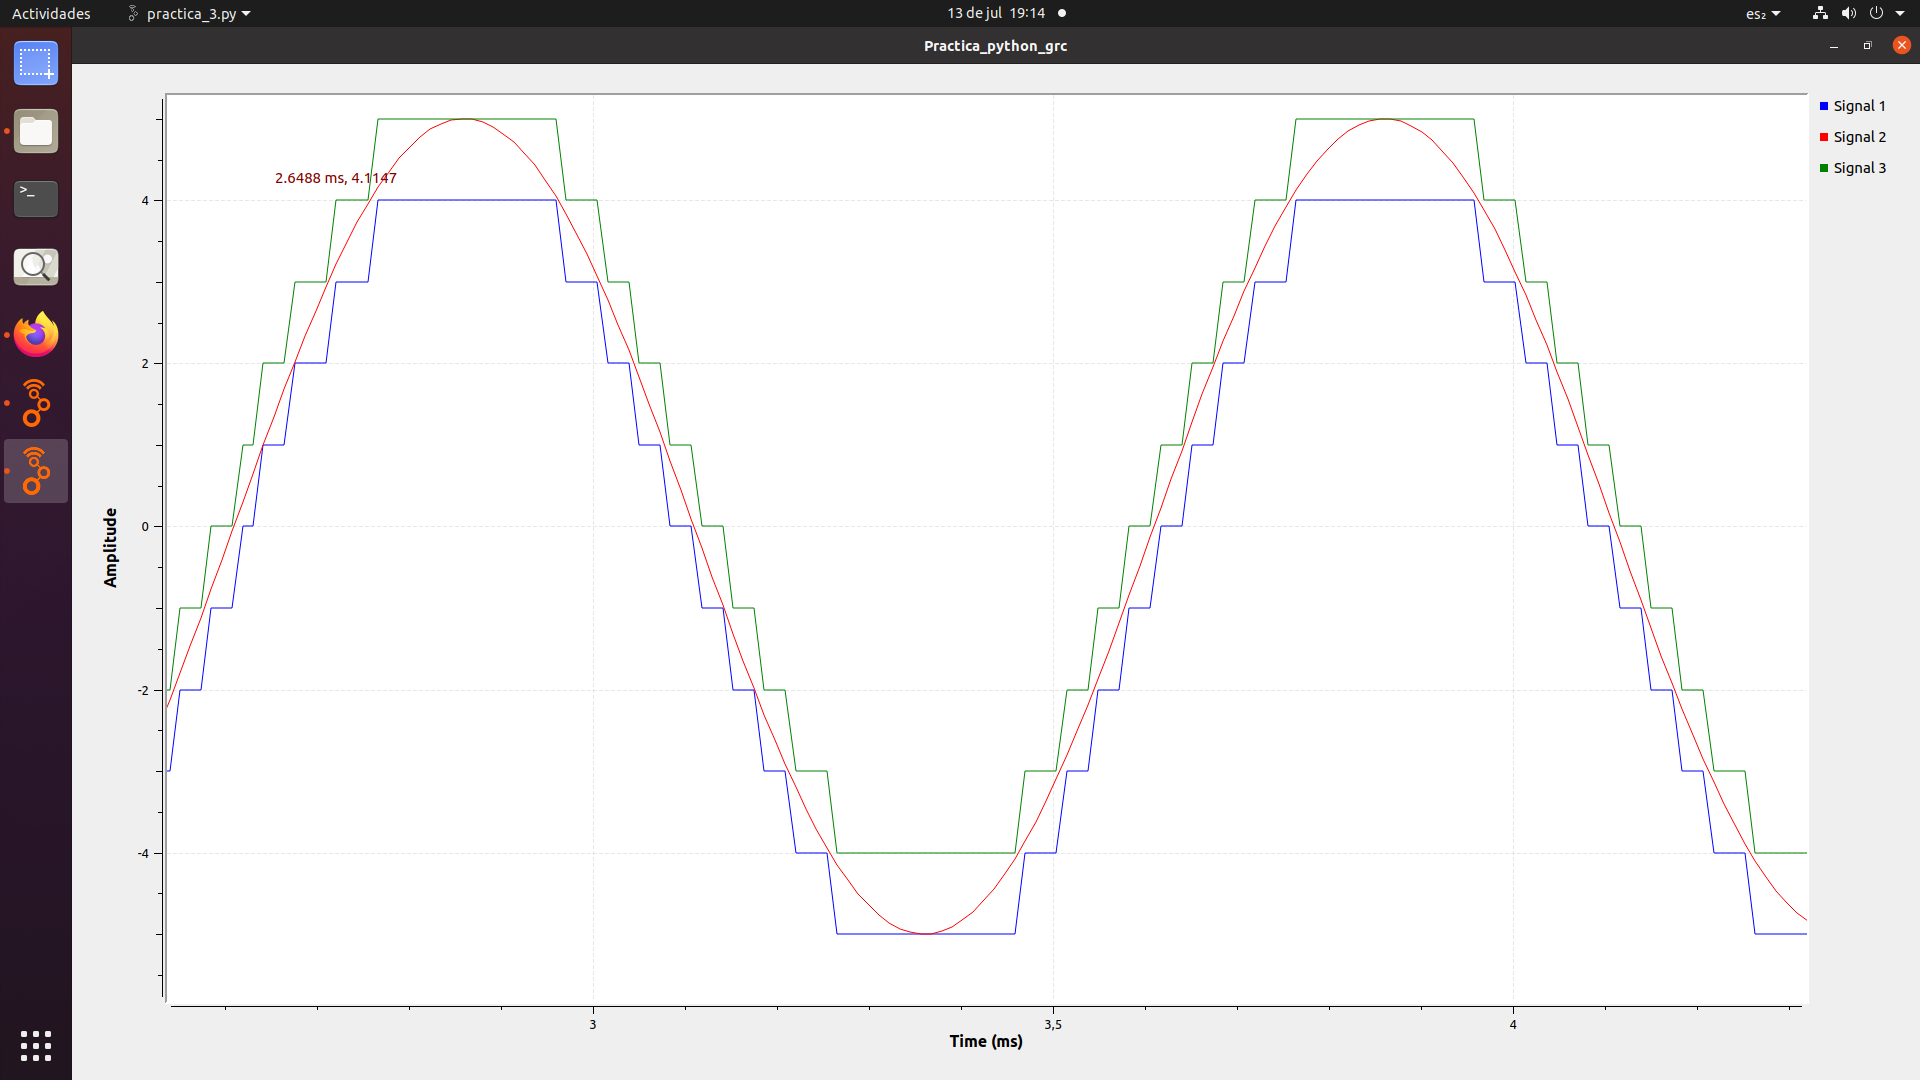 Actividades
practica_3.py
13 de jul 19:14
es₂
Practica_python_grc
Signal 1
Signal 2
Signal 3
2.6488 ms, 4.1147
4
2
0
-2
-4
Amplitude
3
3,5
4
Time (ms)